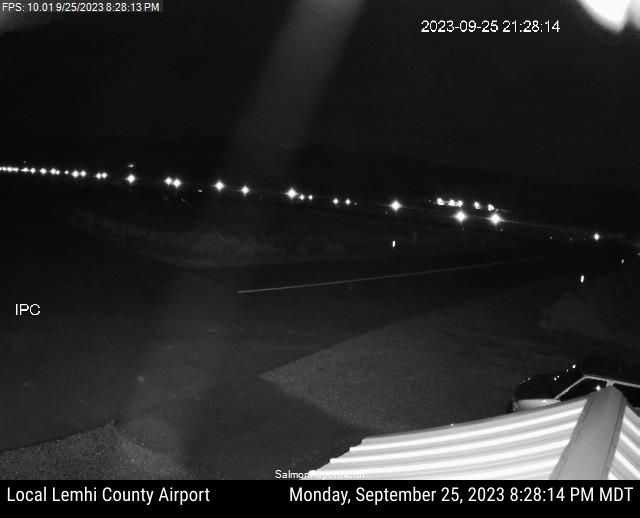 FPS: 10.01 9/25/2023 8:28:13 PM
2023-09-25 21:28:14
IPC
SalmonAirportNorth
Local Lemhi County Airport
Monday, September 25, 2023 8:28:14 PM MDT